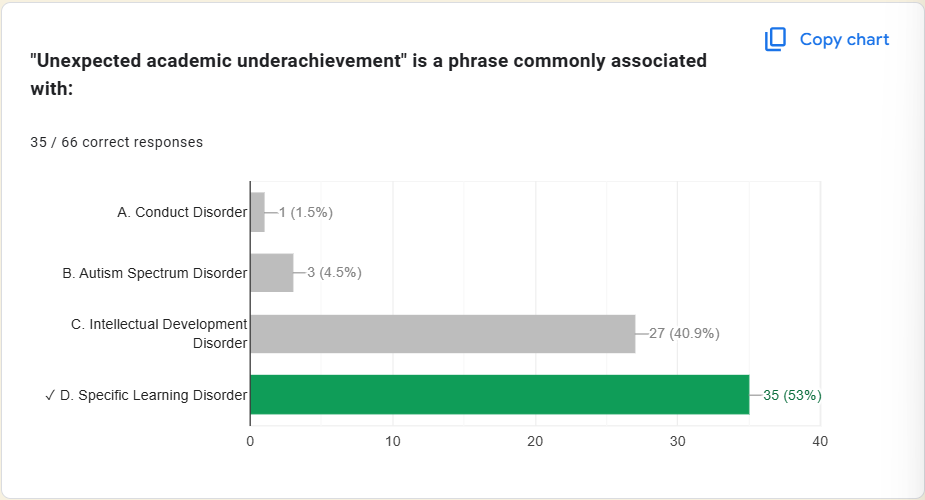 Copy chart
"Unexpected academic underachievement" is a phrase commonly associated
with:
35 / 66 correct responses
A. Conduct Disorder
1 (1.5%)
B. Autism Spectrum Disorder
3 (4.5%)
C. Intellectual Development
Disorder
27 (40.9%)
✓ D. Specific Learning Disorder
35 (53%)
0 10 20 30 40